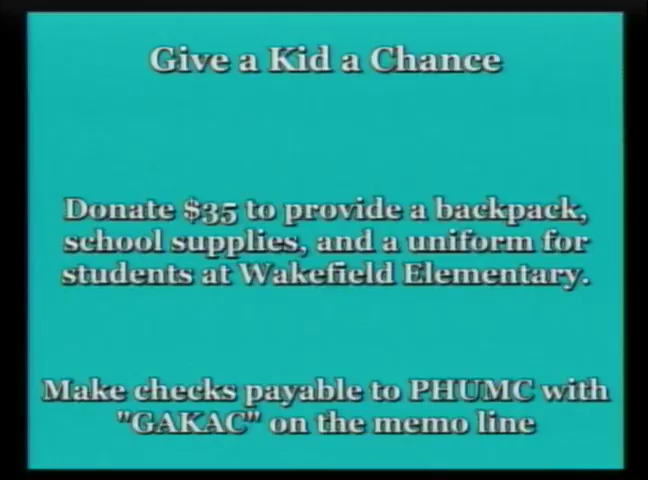 Give a Kid a Chance
Donate $35 to provide a backpack,
school supplies, and a uniform for
students at Wakefield Elementary.
Make checks payable to PHUMC with
"GAKAC" on the memo line